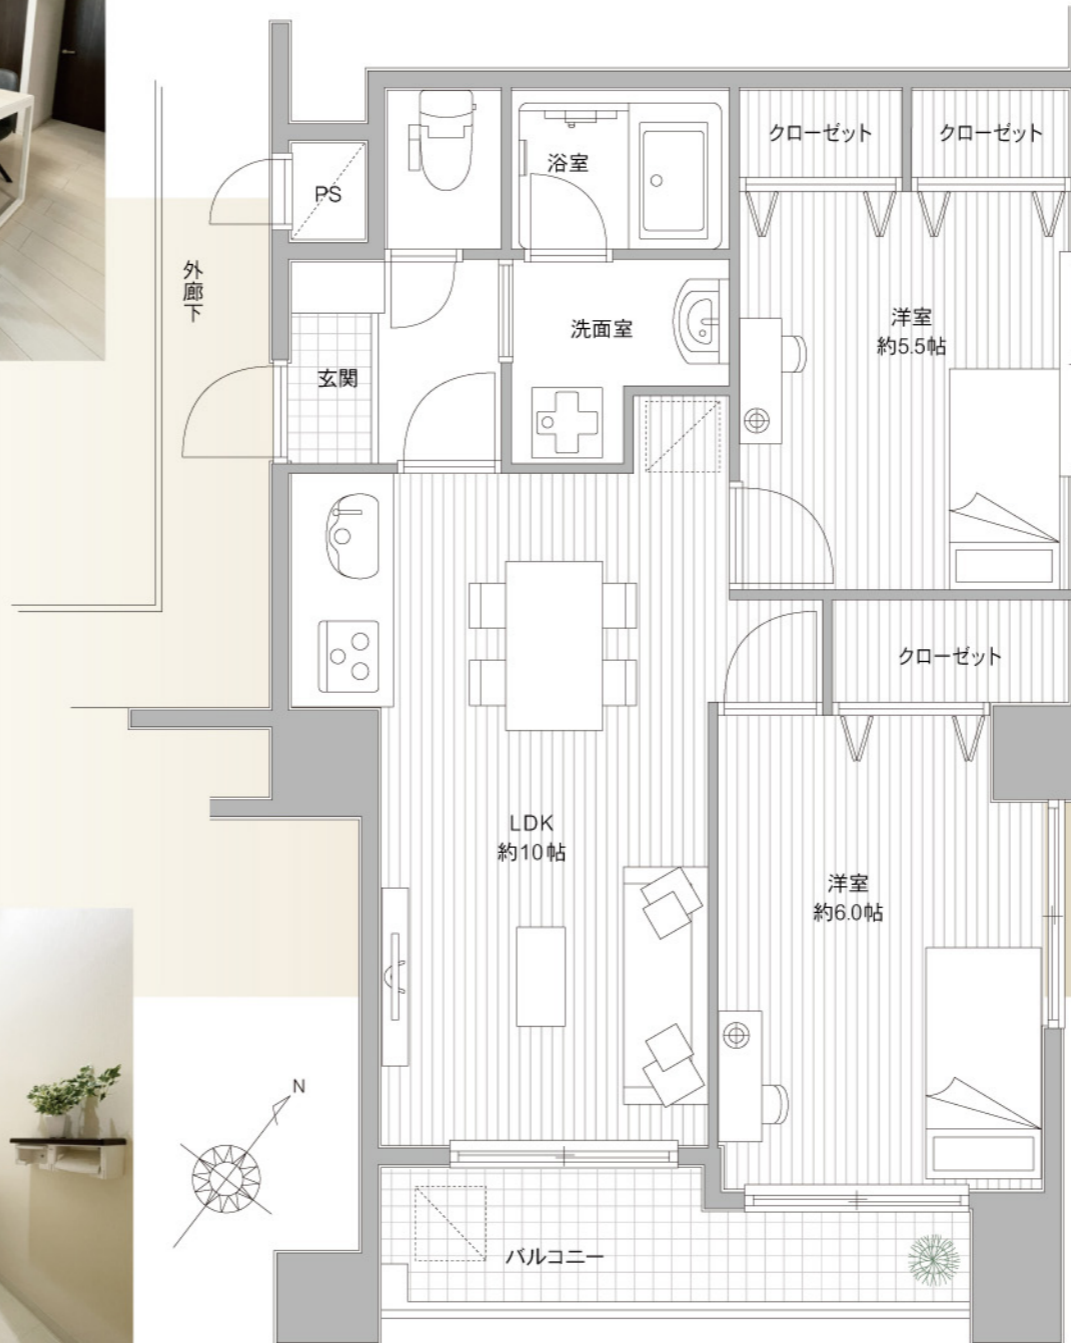 クローゼット
クローゼット
浴室
PS
外廊下
洋室
約5.5帖
洗面室
玄関
クローゼット
LDK
約10帖
洋室
約6.0帖
N
バルコニー